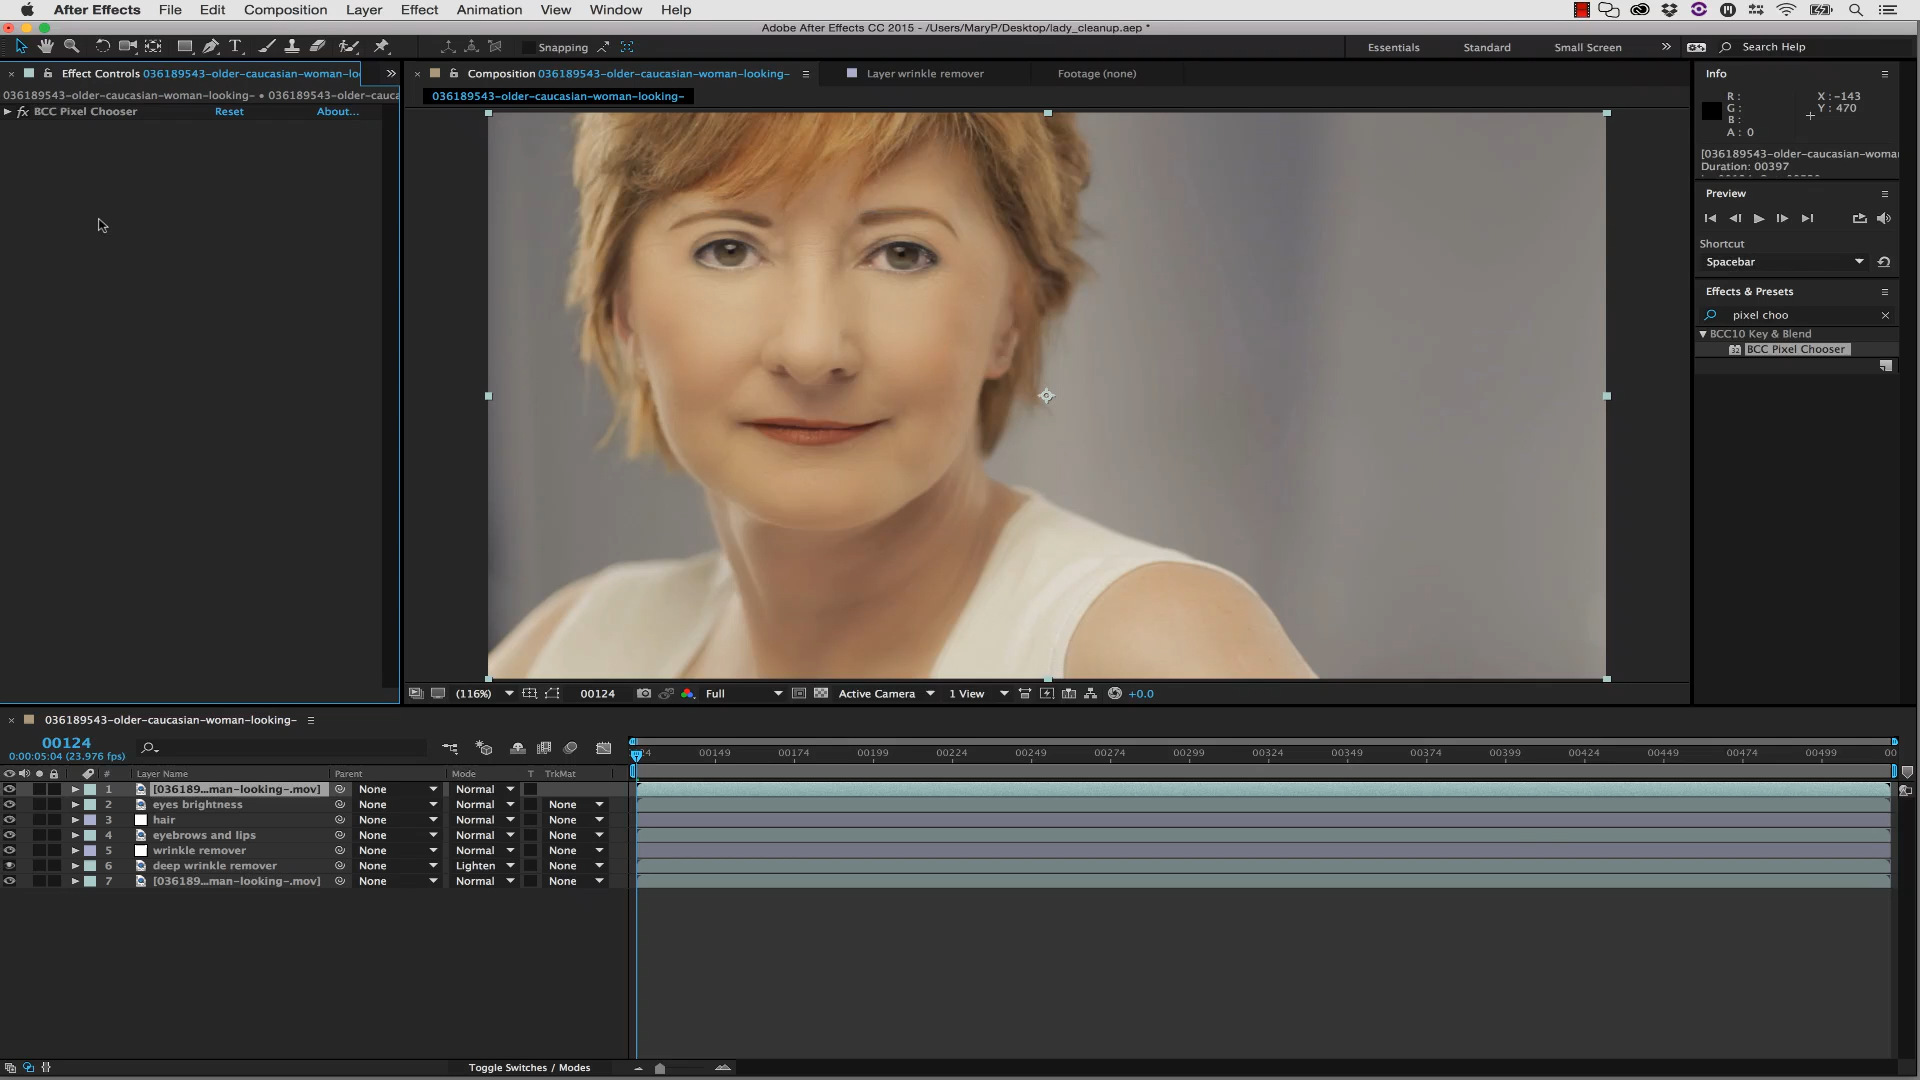 After Effects File Edit Composition Layer Effect Animation View Window Help
Adobe After Effects CC 2015 - /Users/MaryP/Desktop/lady_cleanup.aep *
Snapping Essentials Standard Small Screen Search Help
Effect Controls 036189543-older-caucasian-woman-lo
036189543-older-caucasian-woman-looking- • 036189543-older-cauca
fx BCC Pixel Chooser Reset About...
Composition 036189543-older-caucasian-woman-looking- Layer wrinkle remover Footage (none)
036189543-older-caucasian-woman-looking-
Info
R : X : -143
G : Y : 470
B :
A : 0
[036189543-older-caucasian-woma
Duration: 00397
Preview
Shortcut
Spacebar
Effects & Presets
pixel choo
BCC10 Key & Blend
32 BCC Pixel Chooser
(116%) 00124 Full Active Camera 1 View +0.0
036189543-older-caucasian-woman-looking-
00124
0:00:05:04 (23.976 fps)
24 00149 00174 00199 00224 00249 00274 00299 00324 00349 00374 00399 00424 00449 00474 00499 00
# Layer Name Parent Mode T TrkMat
1 [036189...man-looking-.mov] None Normal
2 eyes brightness None Normal None
3 hair None Normal None
4 eyebrows and lips None Normal None
5 wrinkle remover None Normal None
6 deep wrinkle remover None Lighten None
7 [036189...man-looking-.mov] None Normal None
Toggle Switches / Modes